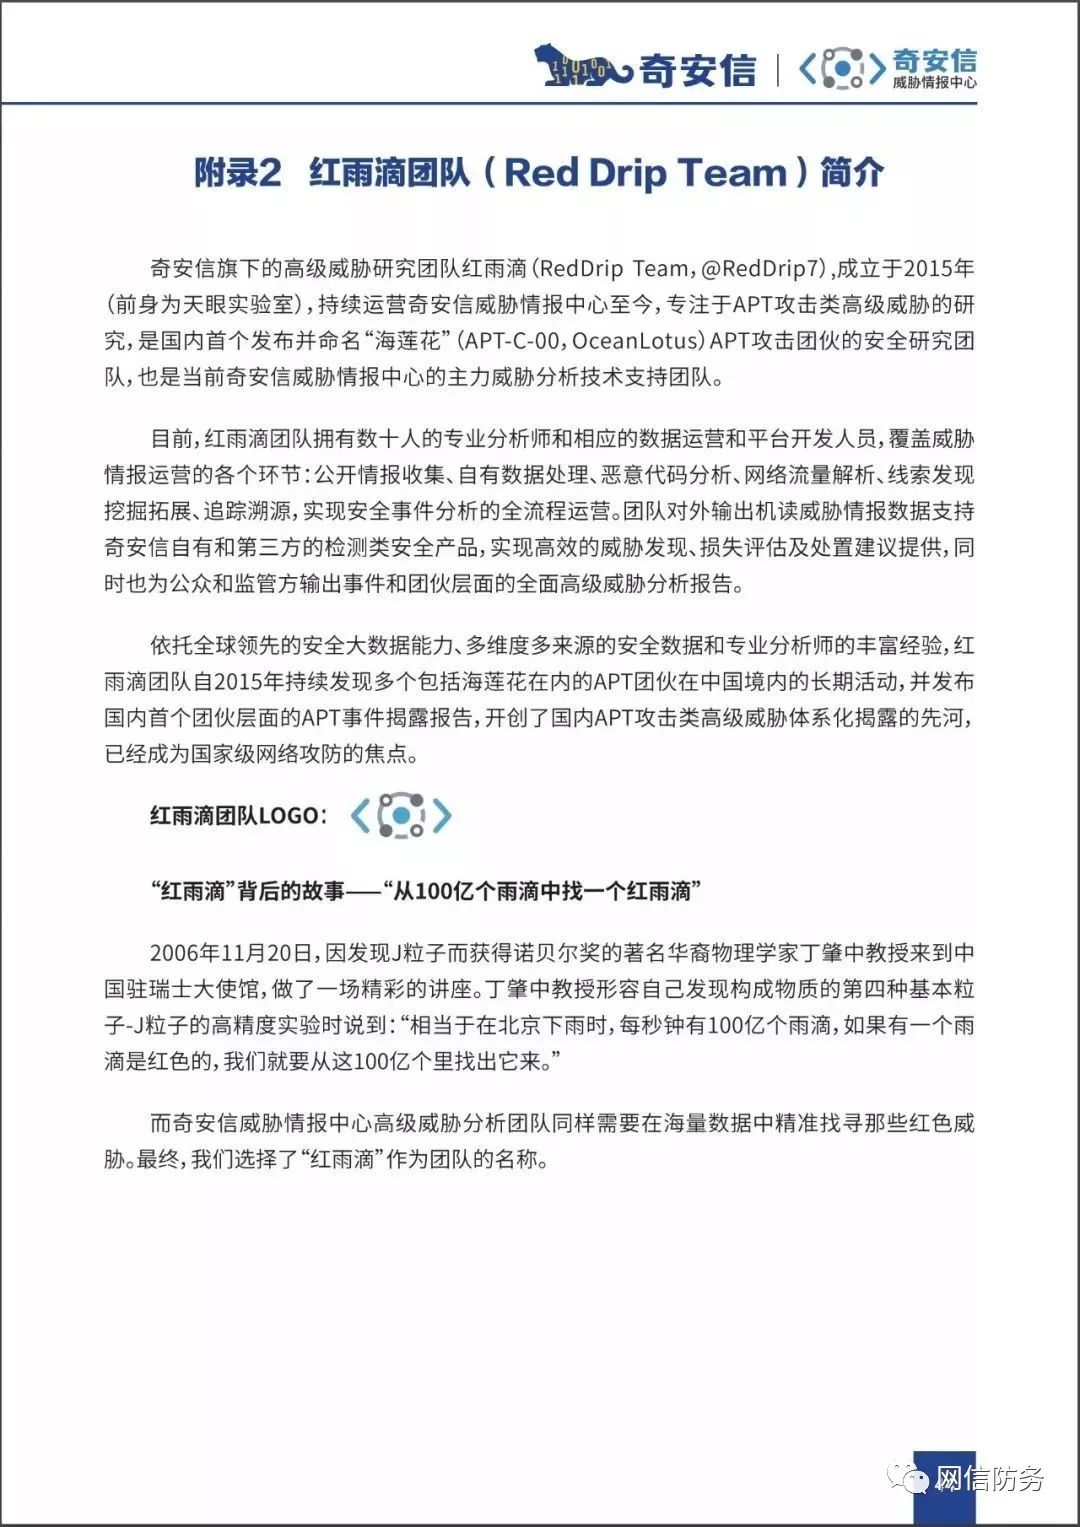 奇安信
奇安信
威胁情报中心
附录2 红雨滴团队（Red Drip Team）简介
奇安信旗下的高级威胁研究团队红雨滴（RedDrip Team，@RedDrip7）,成立于2015年
（前身为天眼实验室），持续运营奇安信威胁情报中心至今，专注于APT攻击类高级威胁的研
究，是国内首个发布并命名“海莲花”（APT-C-00，OceanLotus）APT攻击团伙的安全研究团
队，也是当前奇安信威胁情报中心的主力威胁分析技术支持团队。
目前，红雨滴团队拥有数十人的专业分析师和相应的数据运营和平台开发人员，覆盖威胁
情报运营的各个环节：公开情报收集、自有数据处理、恶意代码分析、网络流量解析、线索发现
挖掘拓展、追踪溯源，实现安全事件分析的全流程运营。团队对外输出机读威胁情报数据支持
奇安信自有和第三方的检测类安全产品，实现高效的威胁发现、损失评估及处置建议提供，同
时也为公众和监管方输出事件和团伙层面的全面高级威胁分析报告。
依托全球领先的安全大数据能力、多维度多来源的安全数据和专业分析师的丰富经验，红
雨滴团队自2015年持续发现多个包括海莲花在内的APT团伙在中国境内的长期活动，并发布
国内首个团伙层面的APT事件揭露报告，开创了国内APT攻击类高级威胁体系化揭露的先河，
已经成为国家级网络攻防的焦点。
红雨滴团队LOGO：
“红雨滴”背后的故事——“从100亿个雨滴中找一个红雨滴”
2006年11月20日，因发现J粒子而获得诺贝尔奖的著名华裔物理学家丁肇中教授来到中
国驻瑞士大使馆，做了一场精彩的讲座。丁肇中教授形容自己发现构成物质的第四种基本粒
子-J粒子的高精度实验时说到：“相当于在北京下雨时，每秒钟有100亿个雨滴，如果有一个雨
滴是红色的，我们就要从这100亿个里找出它来。”
而奇安信威胁情报中心高级威胁分析团队同样需要在海量数据中精准找寻那些红色威
胁。最终，我们选择了“红雨滴”作为团队的名称。
网信防务